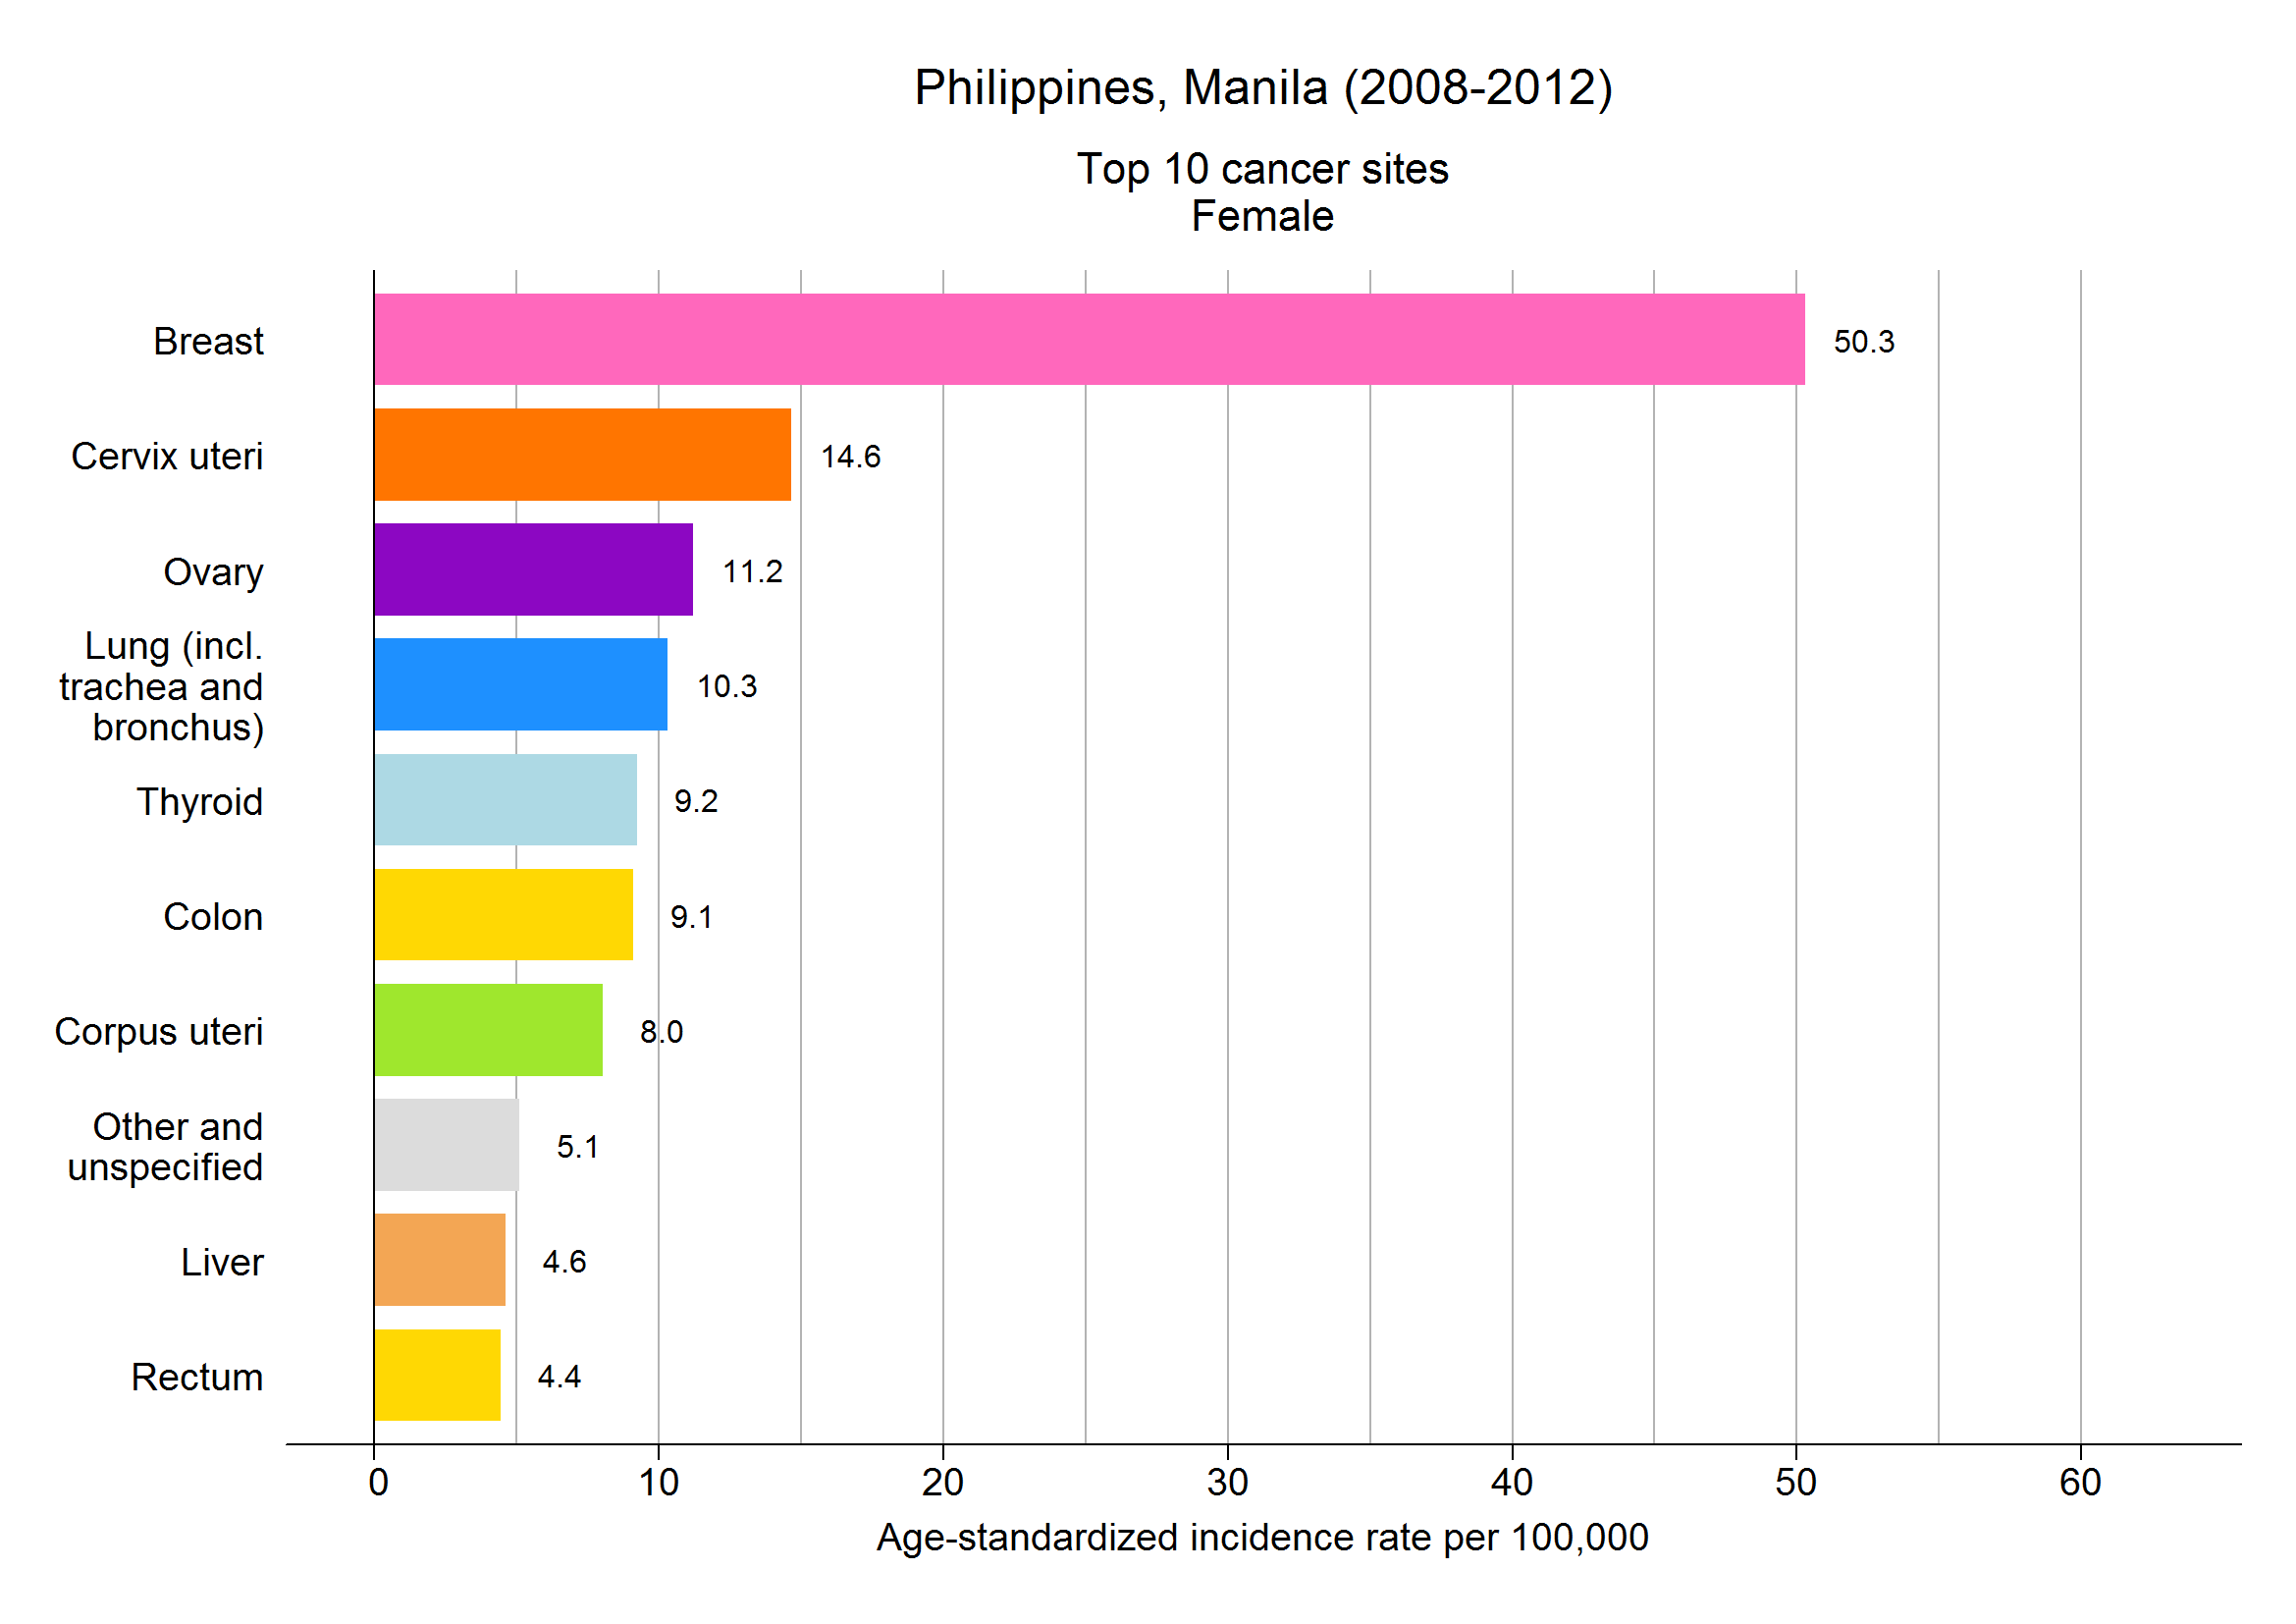 Philippines, Manila (2008-2012)
Top 10 cancer sites
Female
Breast
50.3
Cervix uteri
14.6
Ovary
11.2
Lung (incl.
trachea and
bronchus)
10.3
Thyroid
9.2
Colon
9.1
Corpus uteri
8.0
Other and
unspecified
5.1
Liver
4.6
Rectum
4.4
0 10 20 30 40 50 60
Age-standardized incidence rate per 100,000